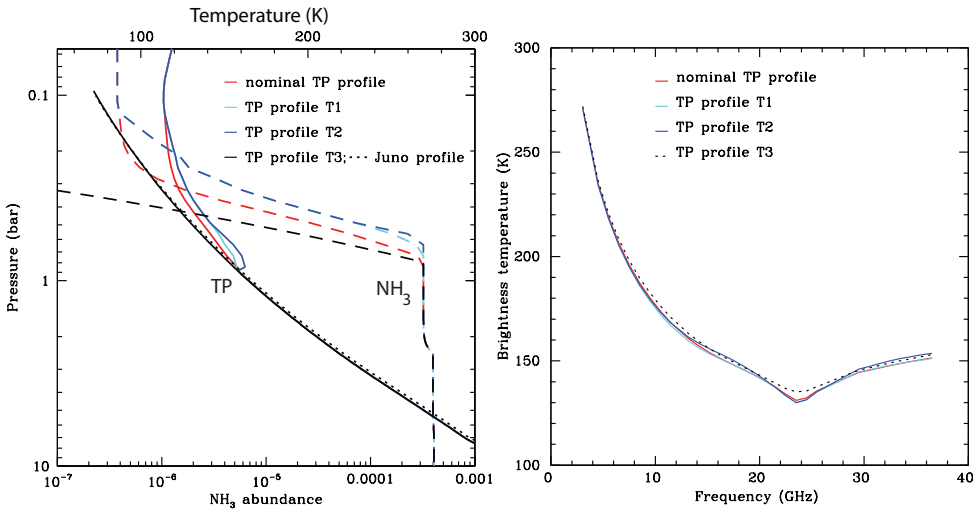 Temperature (K)
100 200 300
nominal TP profile
TP profile T1
TP profile T2
TP profile T3; Juno profile
0.1
1
10
Pressure (bar)
TP
NH₃
10⁻⁷ 10⁻⁶ 10⁻⁵ 0.0001 0.001
NH₃ abundance
300
250
200
150
100
Brightness temperature (K)
nominal TP profile
TP profile T1
TP profile T2
TP profile T3
0 10 20 30 40
Frequency (GHz)